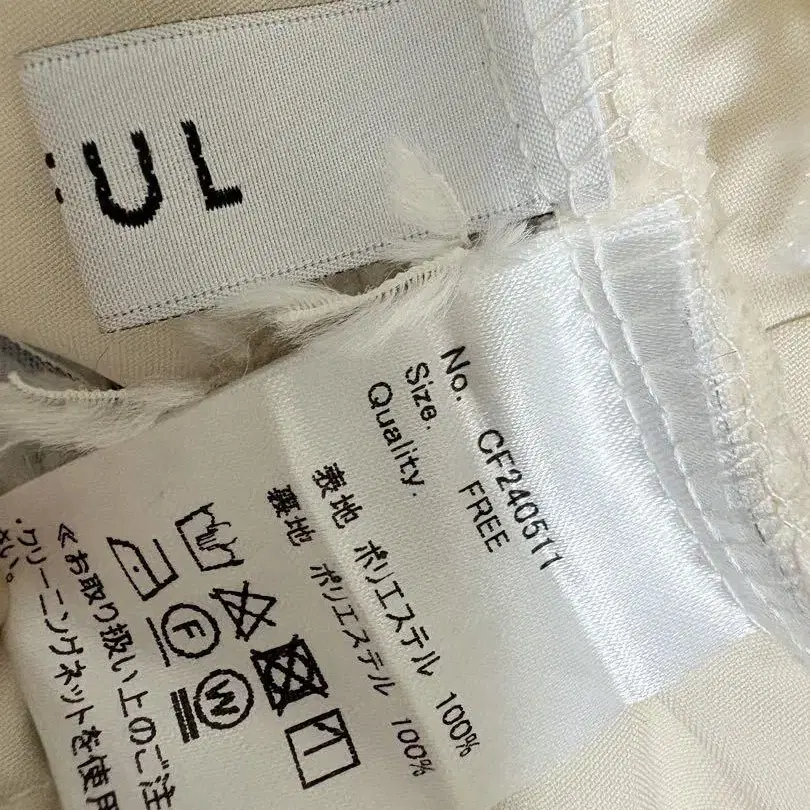 UL
No. CF240511
Size. FREE
Quality.
表地 ポリエステル 100%
裏地 ポリエステル 100%
F
W
≪お取り扱い上のご注
・クリーニングネットを使用
さい。